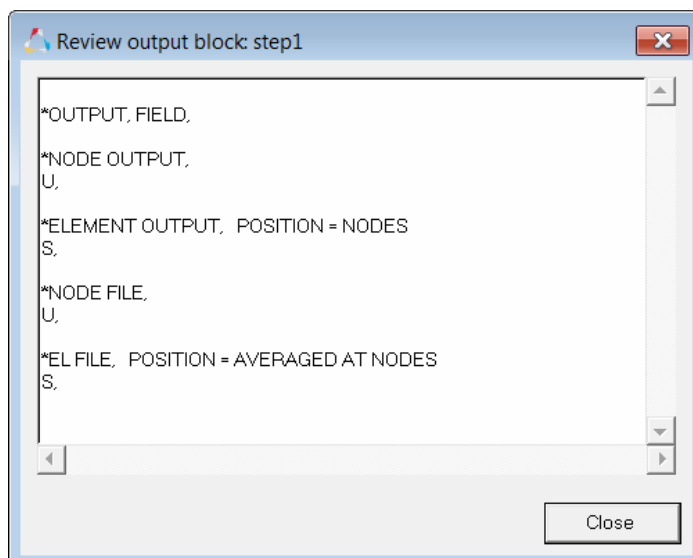 Review output block: step1
*OUTPUT, FIELD,
*NODE OUTPUT,
U,
*ELEMENT OUTPUT,   POSITION = NODES
S,
*NODE FILE,
U,
*EL FILE,   POSITION = AVERAGED AT NODES
S,
Close